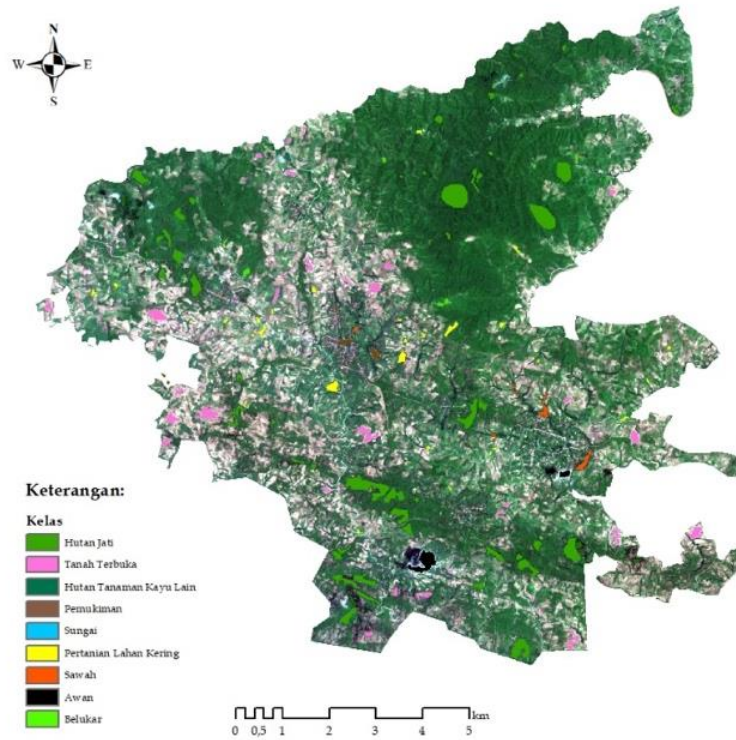 N
W E
S
Keterangan:
Kelas
Hutan Jati
Tanah Terbuka
Hutan Tanaman Kayu Lain
Pemukiman
Sungai
Pertanian Lahan Kering
Sawah
Awan
Belukar
km
0 0,5 1 2 3 4 5